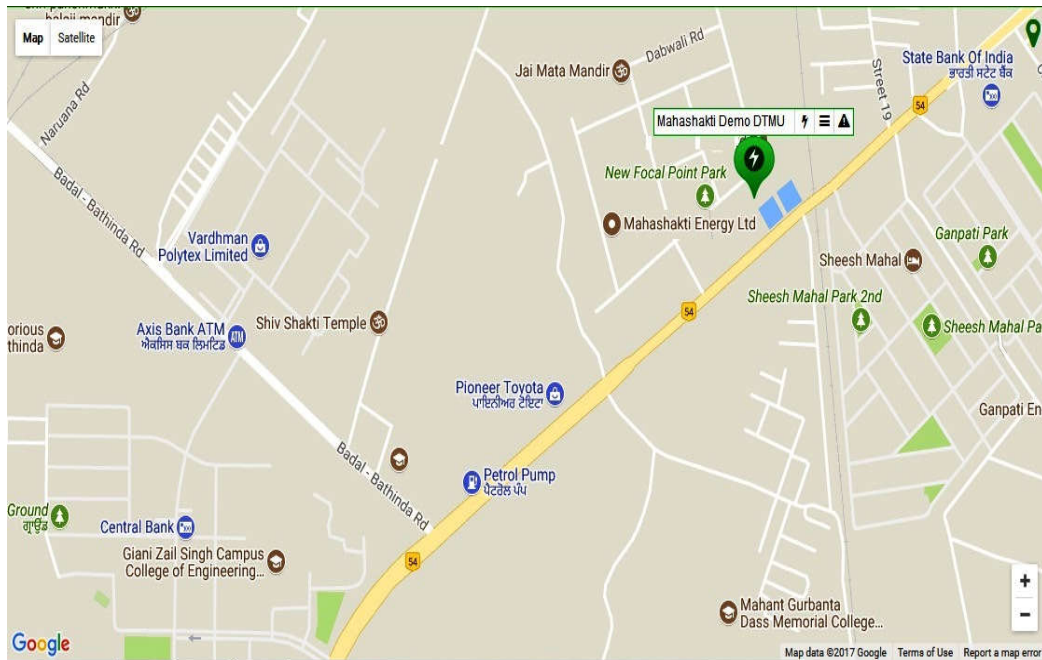 balaji mandir
Map
Satellite
Naruana Rd
Jai Mata Mandir
Dabwali Rd
Street 19
State Bank Of India
ਭਾਰਤੀ ਸਟੇਟ ਬੈਂਕ
54
Mahashakti Demo DTMU
New Focal Point Park
Mahashakti Energy Ltd
Badal - Bathinda Rd
Vardhman
Polytex Limited
Ganpati Park
Sheesh Mahal
Sheesh Mahal Park 2nd
54
Sheesh Mahal Pa
orious
thinda
Axis Bank ATM
ਐਕਸਿਸ ਬਕ ਲਿਮਟਿਡ
ATM
Shiv Shakti Temple
Pioneer Toyota
ਪਾਇਨੀਅਰ ਟੋਇਟਾ
Ganpati En
Badal - Bathinda Rd
Petrol Pump
ਪੈਟਰੋਲ ਪੰਪ
Ground
ਗ੍ਰਾਉਂਡ
Central Bank
Giani Zail Singh Campus
College of Engineering...
54
+
−
Mahant Gurbanta
Dass Memorial College...
Google
Map data ©2017 Google
Terms of Use
Report a map error